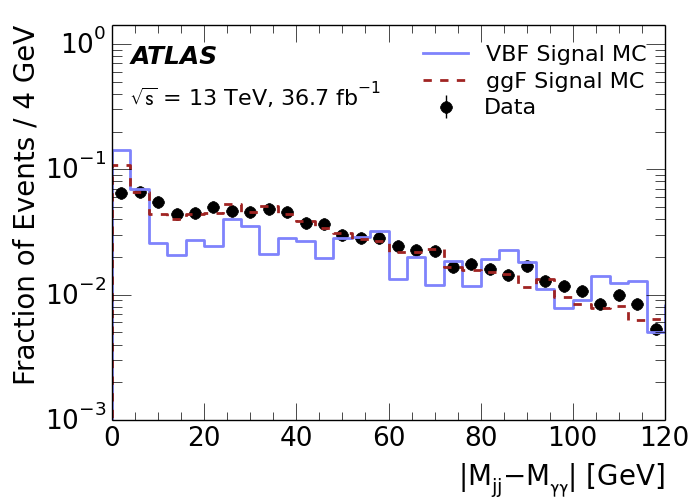 ATLAS
√s = 13 TeV, 36.7 fb⁻¹
VBF Signal MC
ggF Signal MC
Data
Fraction of Events / 4 GeV
10⁰
10⁻¹
10⁻²
10⁻³
0 20 40 60 80 100 120
|Mjj−Mγγ| [GeV]